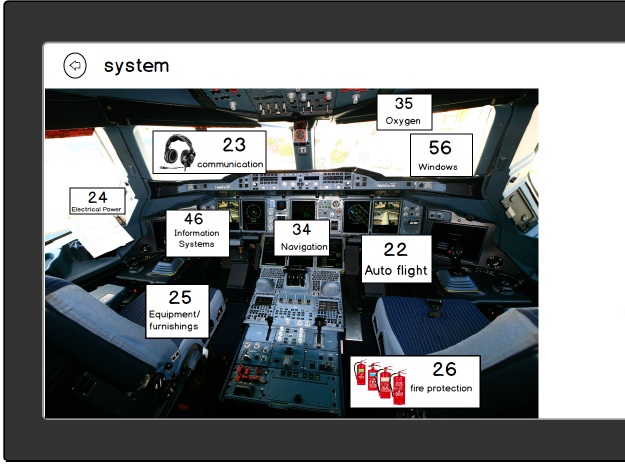 system
35
Oxygen
23
communication
56
Windows
24
Electrical Power
46
Information
Systems
34
Navigation
22
Auto flight
25
Equipment/
furnishings
26
fire protection